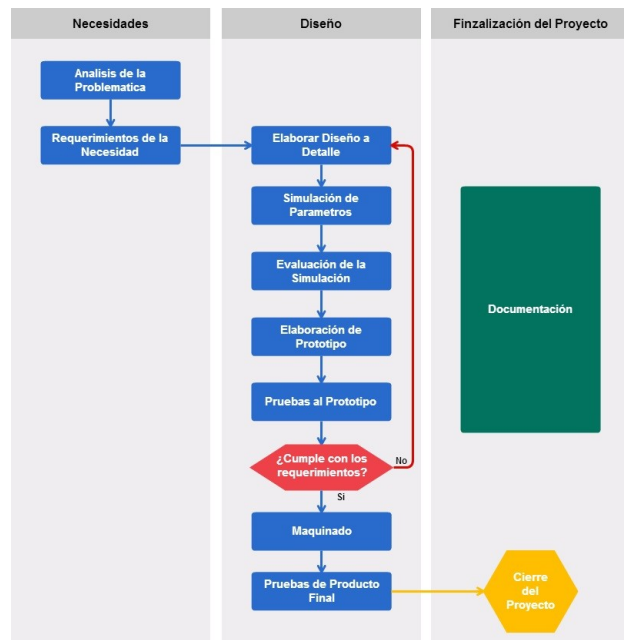 Necesidades
Diseño
Finzalización del Proyecto
Analisis de la
Problematica
Requerimientos de la
Necesidad
Elaborar Diseño a
Detalle
Simulación de
Parametros
Evaluación de la
Simulación
Elaboración de
Prototipo
Pruebas al Prototipo
¿Cumple con los
requerimientos?
No
Si
Maquinado
Pruebas de Producto
Final
Documentación
Cierre
del
Proyecto